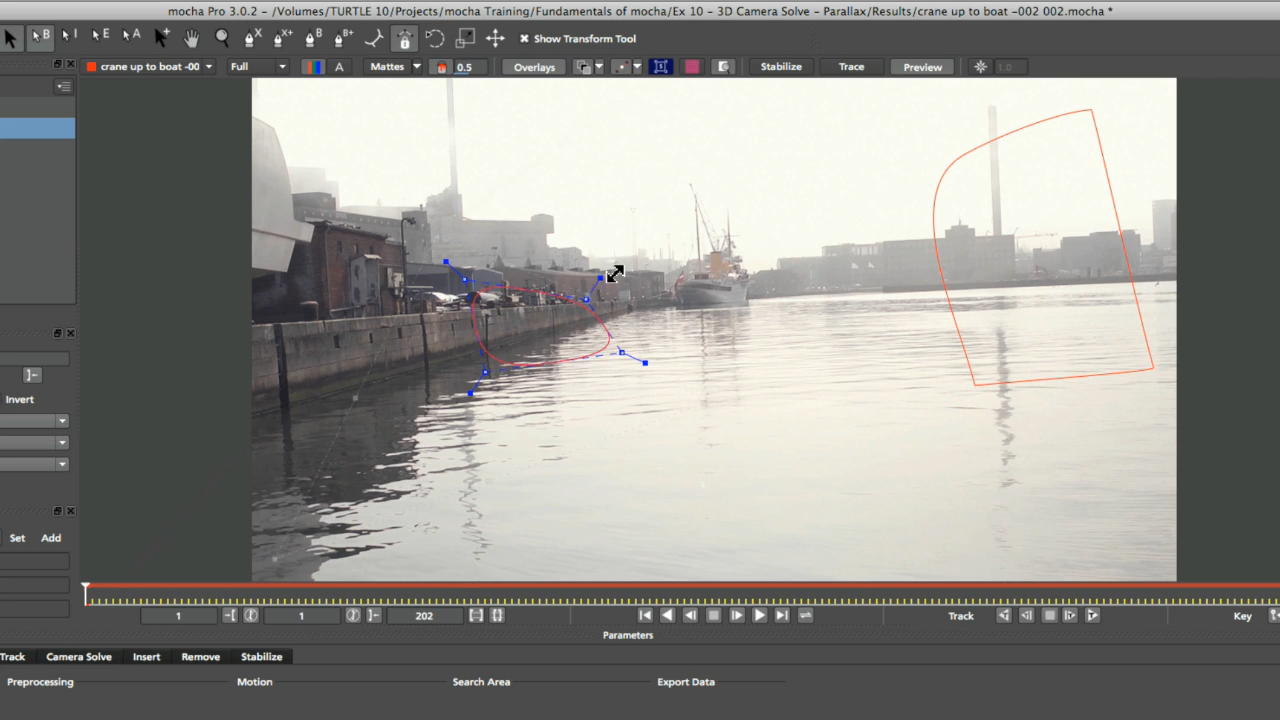 mocha Pro 3.0.2 - /Volumes/TURTLE 10/Projects/mocha Training/Fundamentals of mocha/Ex 10 - 3D Camera Solve - Parallax/Results/crane up to boat -002 002.mocha *
B I E A X X+ B B+ Show Transform Tool
crane up to boat -00 Full A Mattes 0.5 Overlays Stabilize Trace Preview 1.0
Invert
Set Add
1 1 202 Track Key
Parameters
Track Camera Solve Insert Remove Stabilize
Preprocessing Motion Search Area Export Data